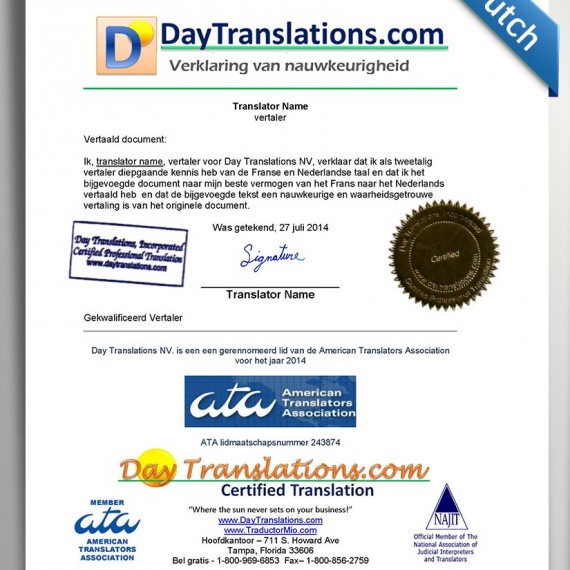 utch
DayTranslations.com
Verklaring van nauwkeurigheid
Translator Name
vertaler
Vertaald document:
Ik, translator name, vertaler voor Day Translations NV, verklaar dat ik als tweetalig
vertaler diepgaande kennis heb van de Franse en Nederlandse taal en dat ik het
bijgevoegde document naar mijn beste vermogen van het Frans naar het Nederlands
vertaald heb en dat de bijgevoegde tekst een nauwkeurige en waarheidsgetrouwe
vertaling is van het originele document.
Was getekend, 27 juli 2014
Day Translations, Incorporated
Certified Professional Translation
www.daytranslations.com
Signature
Certified
Translator Name
Gekwalificeerd Vertaler
Day Translations NV. is een een gerennomeerd lid van de American Translators Association
voor het jaar 2014
ata American
Translators
Association
ATA lidmaatschapsnummer 243874
Day Translations.com
Certified Translation
MEMBER
ata
AMERICAN
TRANSLATORS
ASSOCIATION
"Where the sun never sets on your business!"
www.DayTranslations.com
www.TraductorMio.com
Hoofdkantoor – 711 S. Howard Ave
Tampa, Florida 33606
Bel gratis - 1-800-969-6853 Fax– 1-800-856-2759
NAJIT
Official Member of The
National Association of
Judicial Interpreters
and Translators